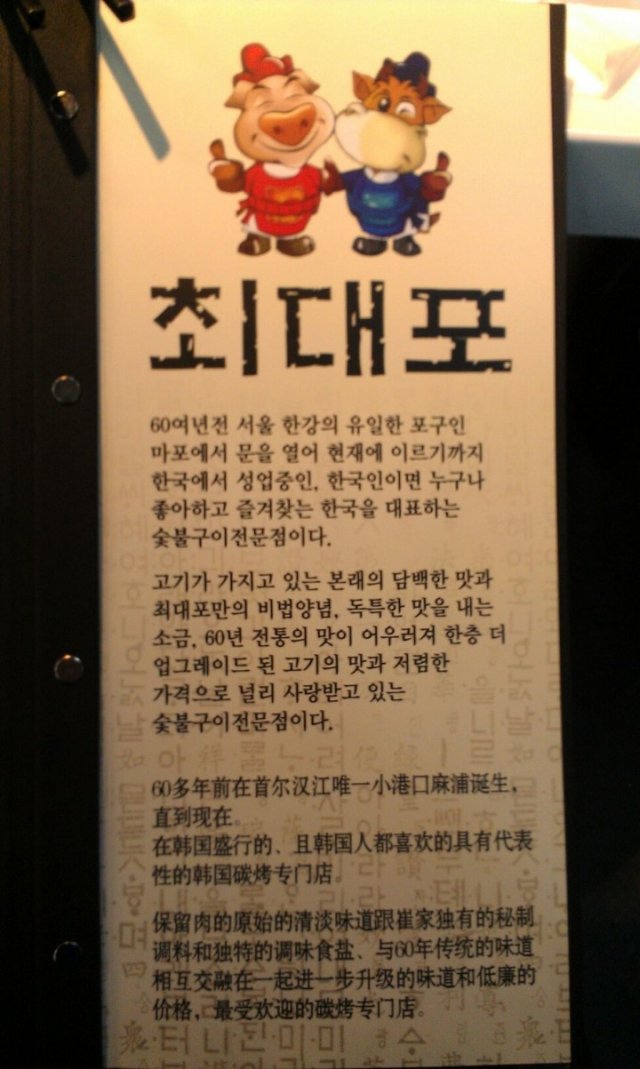 최대포
60여년전 서울 한강의 유일한 포구인
마포에서 문을 열어 현재에 이르기까지
한국에서 성업중인, 한국인이면 누구나
좋아하고 즐겨찾는 한국을 대표하는
숯불구이전문점이다.
고기가 가지고 있는 본래의 담백한 맛과
최대포만의 비법양념, 독특한 맛을 내는
소금, 60년 전통의 맛이 어우러져 한층 더
업그레이드 된 고기의 맛과 저렴한
가격으로 널리 사랑받고 있는
숯불구이전문점이다.
60多年前在首尔汉江唯一小港口麻浦诞生,
直到现在。
在韩国盛行的、且韩国人都喜欢的具有代表
性的韩国碳烤专门店。
保留肉的原始的清淡味道跟崔家独有的秘制
调料和独特的调味食盐、与60年传统的味道
相互交融在一起进一步升级的味道和低廉的
价格, 最受欢迎的碳烤专门店。